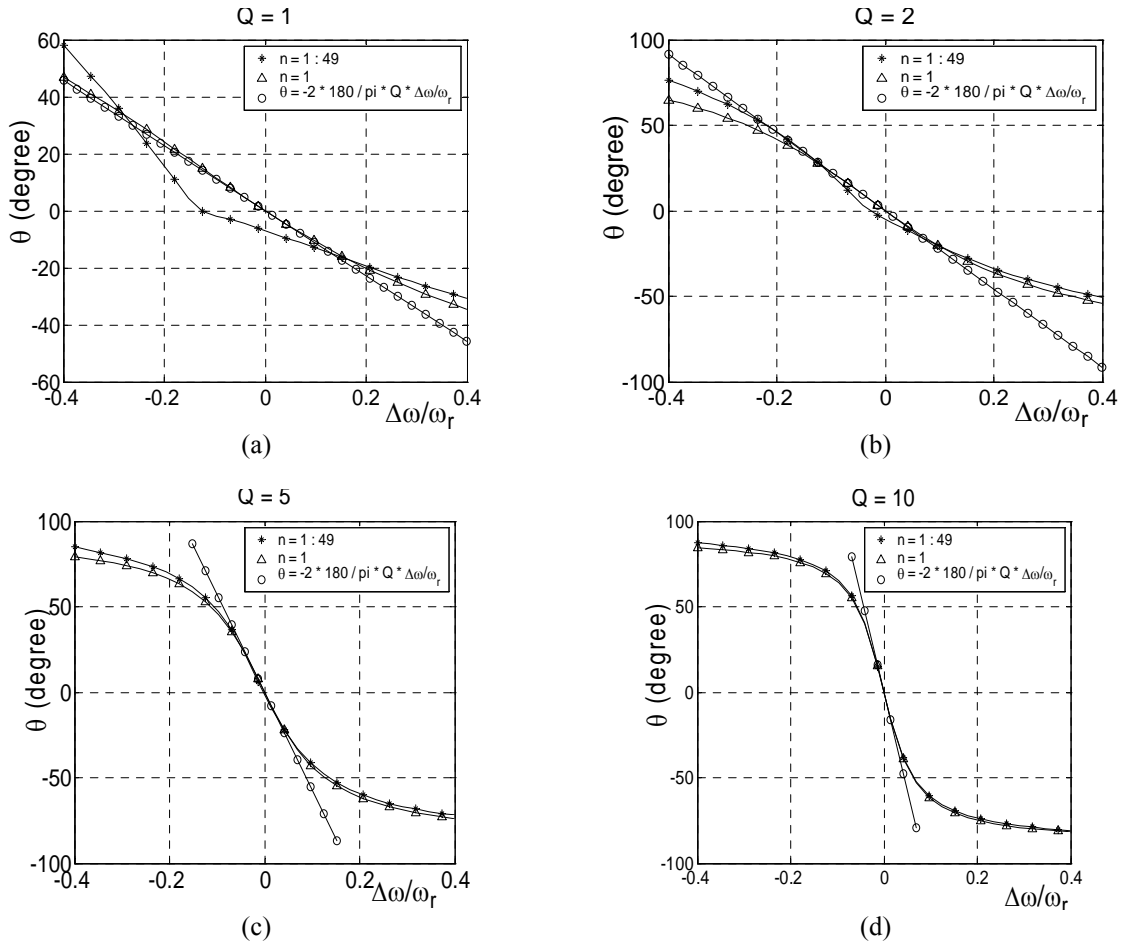 Q = 1
60
40
20
0
-20
-40
-60
θ (degree)
n = 1 : 49
n = 1
θ = -2 * 180 / pi * Q * Δω/ωr
-0.4
-0.2
0
0.2
0.4
Δω/ωr
(a)
Q = 2
100
50
0
-50
-100
θ (degree)
n = 1 : 49
n = 1
θ = -2 * 180 / pi * Q * Δω/ωr
-0.4
-0.2
0
0.2
0.4
Δω/ωr
(b)
Q = 5
100
50
0
-50
-100
θ (degree)
n = 1 : 49
n = 1
θ = -2 * 180 / pi * Q * Δω/ωr
-0.4
-0.2
0
0.2
0.4
Δω/ωr
(c)
Q = 10
100
50
0
-50
-100
θ (degree)
n = 1 : 49
n = 1
θ = -2 * 180 / pi * Q * Δω/ωr
-0.4
-0.2
0
0.2
0.4
Δω/ωr
(d)